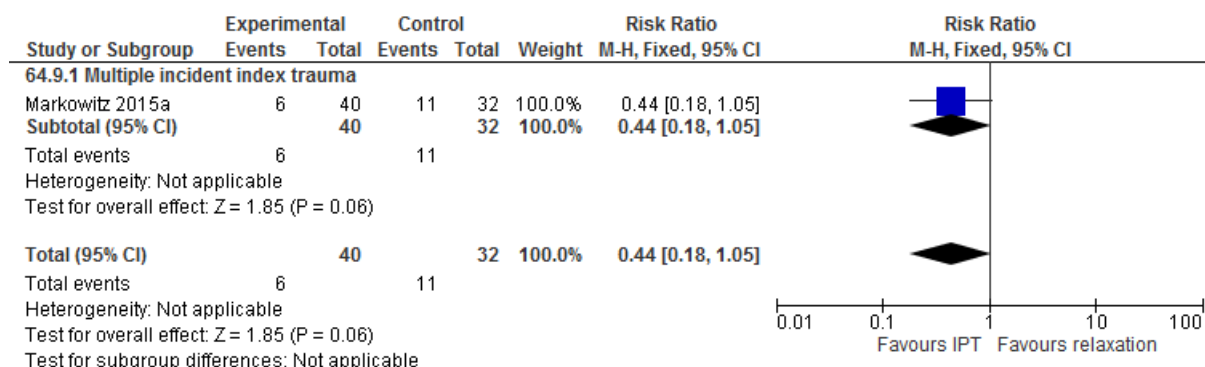 Experimental Control Risk Ratio Risk Ratio
Study or Subgroup Events Total Events Total Weight M-H, Fixed, 95% CI M-H, Fixed, 95% CI
64.9.1 Multiple incident index trauma
Markowitz 2015a 6 40 11 32 100.0% 0.44 [0.18, 1.05]
Subtotal (95% CI) 40 32 100.0% 0.44 [0.18, 1.05]
Total events 6 11
Heterogeneity: Not applicable
Test for overall effect: Z = 1.85 (P = 0.06)
Total (95% CI) 40 32 100.0% 0.44 [0.18, 1.05]
Total events 6 11
Heterogeneity: Not applicable
Test for overall effect: Z = 1.85 (P = 0.06)
Test for subgroup differences: Not applicable
0.01 0.1 1 10 100
Favours IPT Favours relaxation